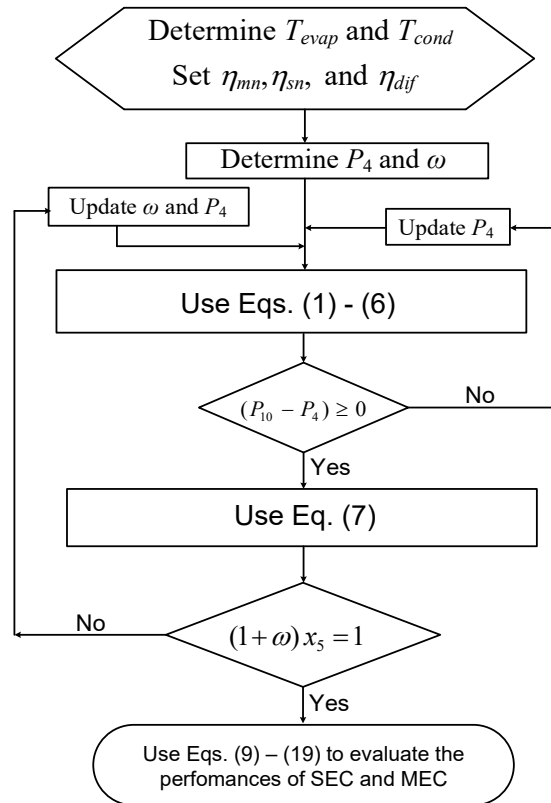 Determine T_evap and T_cond
Set η_mn, η_sn, and η_dif
Determine P_4 and ω
Update ω and P_4
Update P_4
Use Eqs. (1) - (6)
(P_10 − P_4) ≥ 0
No
Yes
Use Eq. (7)
No
(1+ω) x_5 = 1
Yes
Use Eqs. (9) – (19) to evaluate the
perfomances of SEC and MEC